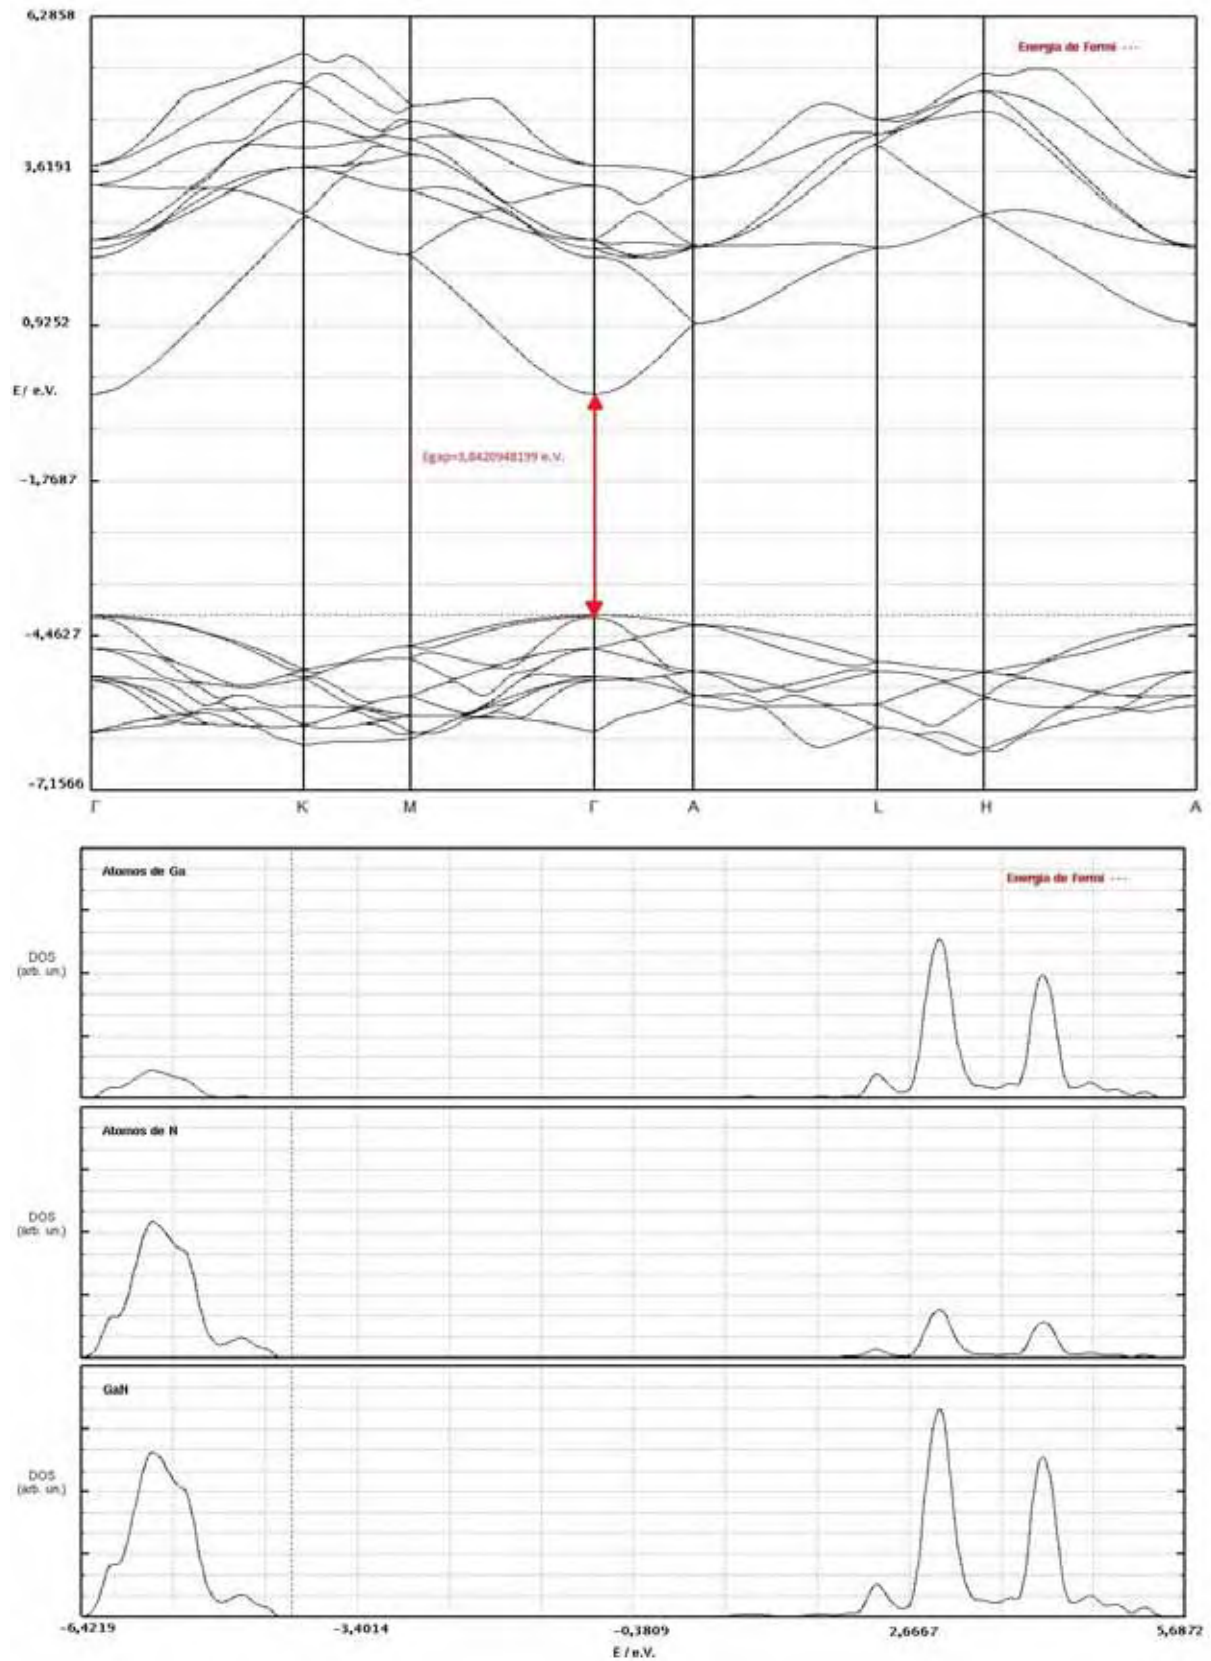 6,2858
Energia de Fermi ----
3,6191
0,9252
E/ e.V.
Egap=3,8420948199 e.V.
-1,7687
-4,4627
-7,1566
Γ K M Γ A L H A
Atomos de Ga
Energia de Fermi ----
DOS
(arb. un.)
Atomos de N
DOS
(arb. un.)
GaN
DOS
(arb. un.)
-6,4219 -3,4014 -0,3809 2,6667 5,6872
E / e.V.